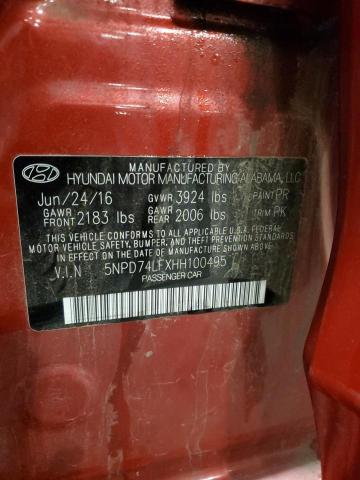 MANUFACTURED BY
HYUNDAI MOTOR MANUFACTURING ALABAMA, LLC
Jun/24/16 GVWR 3924 lbs PAINT PR
GAWR FRONT 2183 lbs GAWR REAR 2006 lbs TRIM PK
THIS VEHICLE CONFORMS TO ALL APPLICABLE U.S.A FEDERAL
MOTOR VEHICLE SAFETY, BUMPER, AND THEFT PREVENTION
STANDARDS IN EFFECT ON THE DATE OF MANUFACTURE SHOWN ABOVE.
V.I.N 5NPD74LFXHH100495
PASSENGER CAR